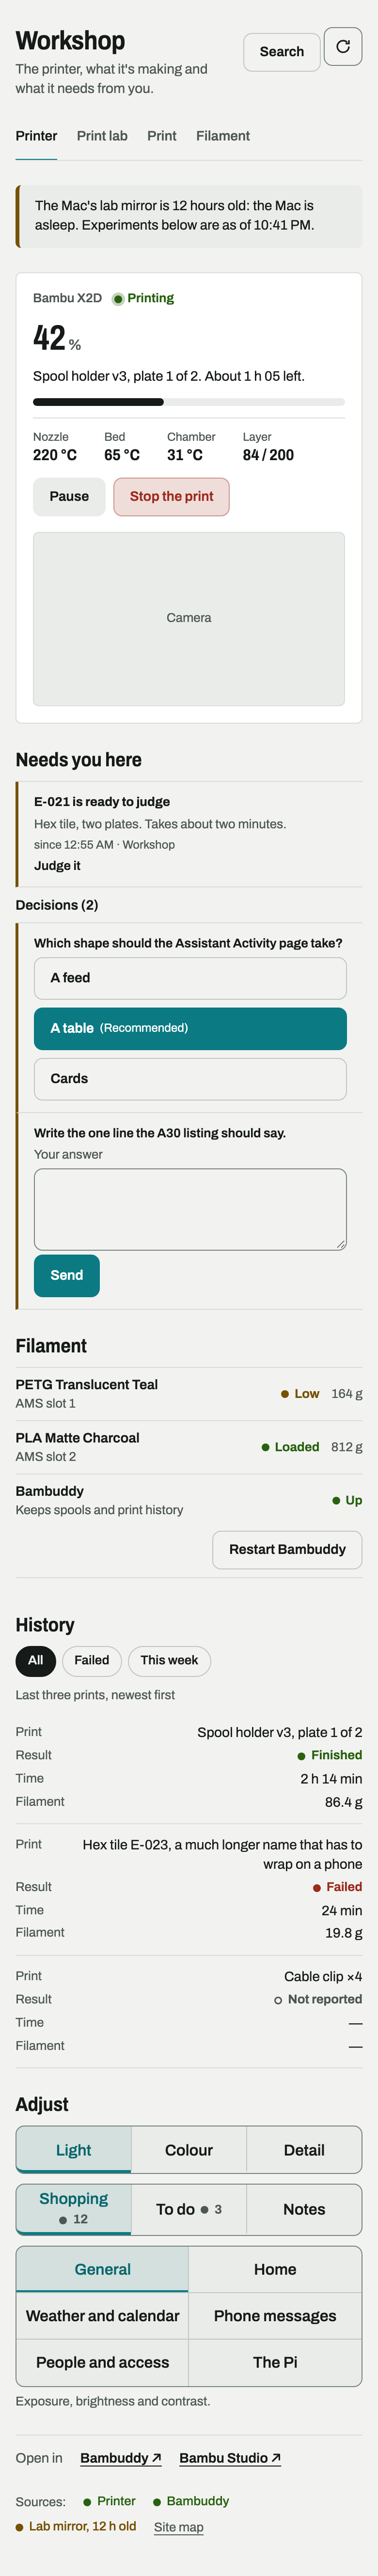 Workshop
The printer, what it's making and
what it needs from you.
Search
Printer
Print lab
Print
Filament
The Mac's lab mirror is 12 hours old: the Mac is
asleep. Experiments below are as of 10:41 PM.
Bambu X2D
Printing
42 %
Spool holder v3, plate 1 of 2. About 1 h 05 left.
Nozzle
Bed
Chamber
Layer
220 °C
65 °C
31 °C
84 / 200
Pause
Stop the print
Camera
Needs you here
E-021 is ready to judge
Hex tile, two plates. Takes about two minutes.
since 12:55 AM · Workshop
Judge it
Decisions (2)
Which shape should the Assistant Activity page take?
A feed
A table (Recommended)
Cards
Write the one line the A30 listing should say.
Your answer
Send
Filament
PETG Translucent Teal
AMS slot 1
Low 164 g
PLA Matte Charcoal
AMS slot 2
Loaded 812 g
Bambuddy
Keeps spools and print history
Up
Restart Bambuddy
History
All
Failed
This week
Last three prints, newest first
Print Spool holder v3, plate 1 of 2
Result Finished
Time 2 h 14 min
Filament 86.4 g
Print Hex tile E-023, a much longer name that has to
wrap on a phone
Result Failed
Time 24 min
Filament 19.8 g
Print Cable clip ×4
Result Not reported
Time —
Filament —
Adjust
Light
Colour
Detail
Shopping
12
To do 3
Notes
General
Home
Weather and calendar
Phone messages
People and access
The Pi
Exposure, brightness and contrast.
Open in Bambuddy ↗ Bambu Studio ↗
Sources: Printer Bambuddy
Lab mirror, 12 h old Site map